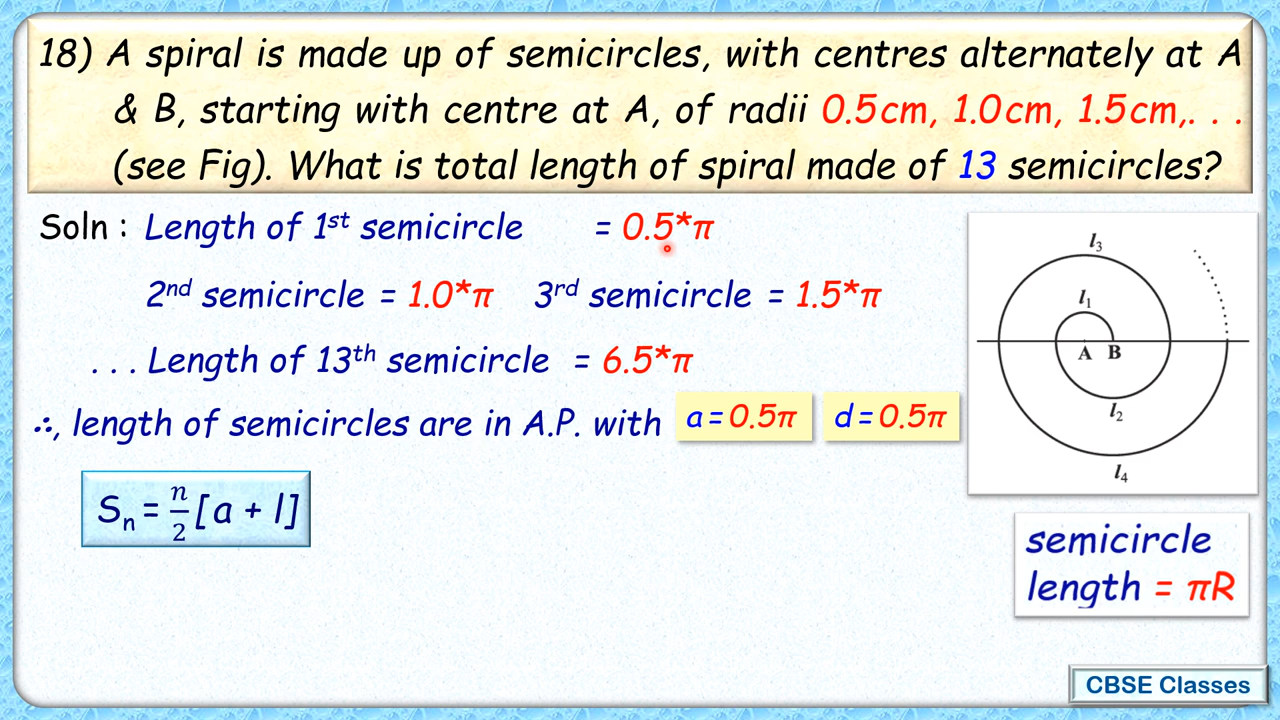 18) A spiral is made up of semicircles, with centres alternately at A
& B, starting with centre at A, of radii 0.5cm, 1.0cm, 1.5cm,. . .
(see Fig). What is total length of spiral made of 13 semicircles?
Soln : Length of 1st semicircle = 0.5*π
2nd semicircle = 1.0*π 3rd semicircle = 1.5*π
. . . Length of 13th semicircle = 6.5*π
∴, length of semicircles are in A.P. with a = 0.5π d = 0.5π
Sn = n/2 [a + l]
l3
l1
A B
l2
l4
semicircle
length = πR
CBSE Classes